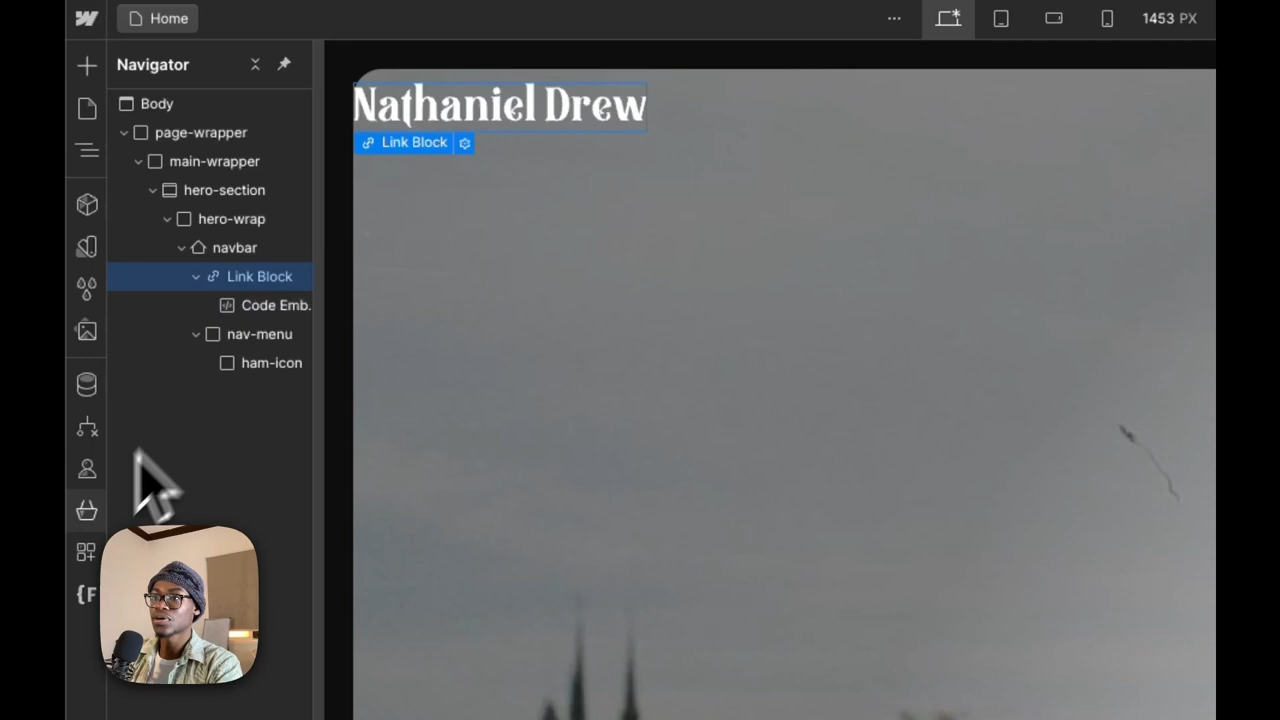 Home
... 1453 PX
Navigator
Body
page-wrapper
main-wrapper
hero-section
hero-wrap
navbar
Link Block
Code Emb.
nav-menu
ham-icon
{F
Nathaniel Drew
Link Block